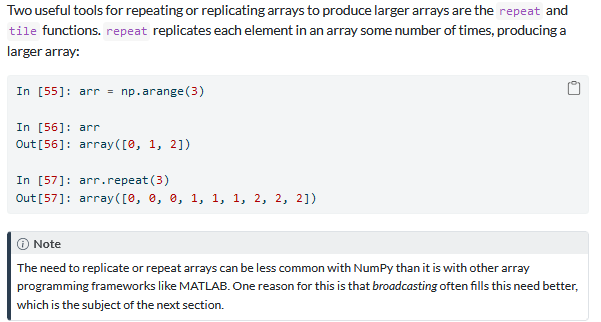 Two useful tools for repeating or replicating arrays to produce larger arrays are the repeat and
tile functions. repeat replicates each element in an array some number of times, producing a
larger array:
In [55]: arr = np.arange(3)
In [56]: arr
Out[56]: array([0, 1, 2])
In [57]: arr.repeat(3)
Out[57]: array([0, 0, 0, 1, 1, 1, 2, 2, 2])
Note
The need to replicate or repeat arrays can be less common with NumPy than it is with other array
programming frameworks like MATLAB. One reason for this is that broadcasting often fills this need better,
which is the subject of the next section.